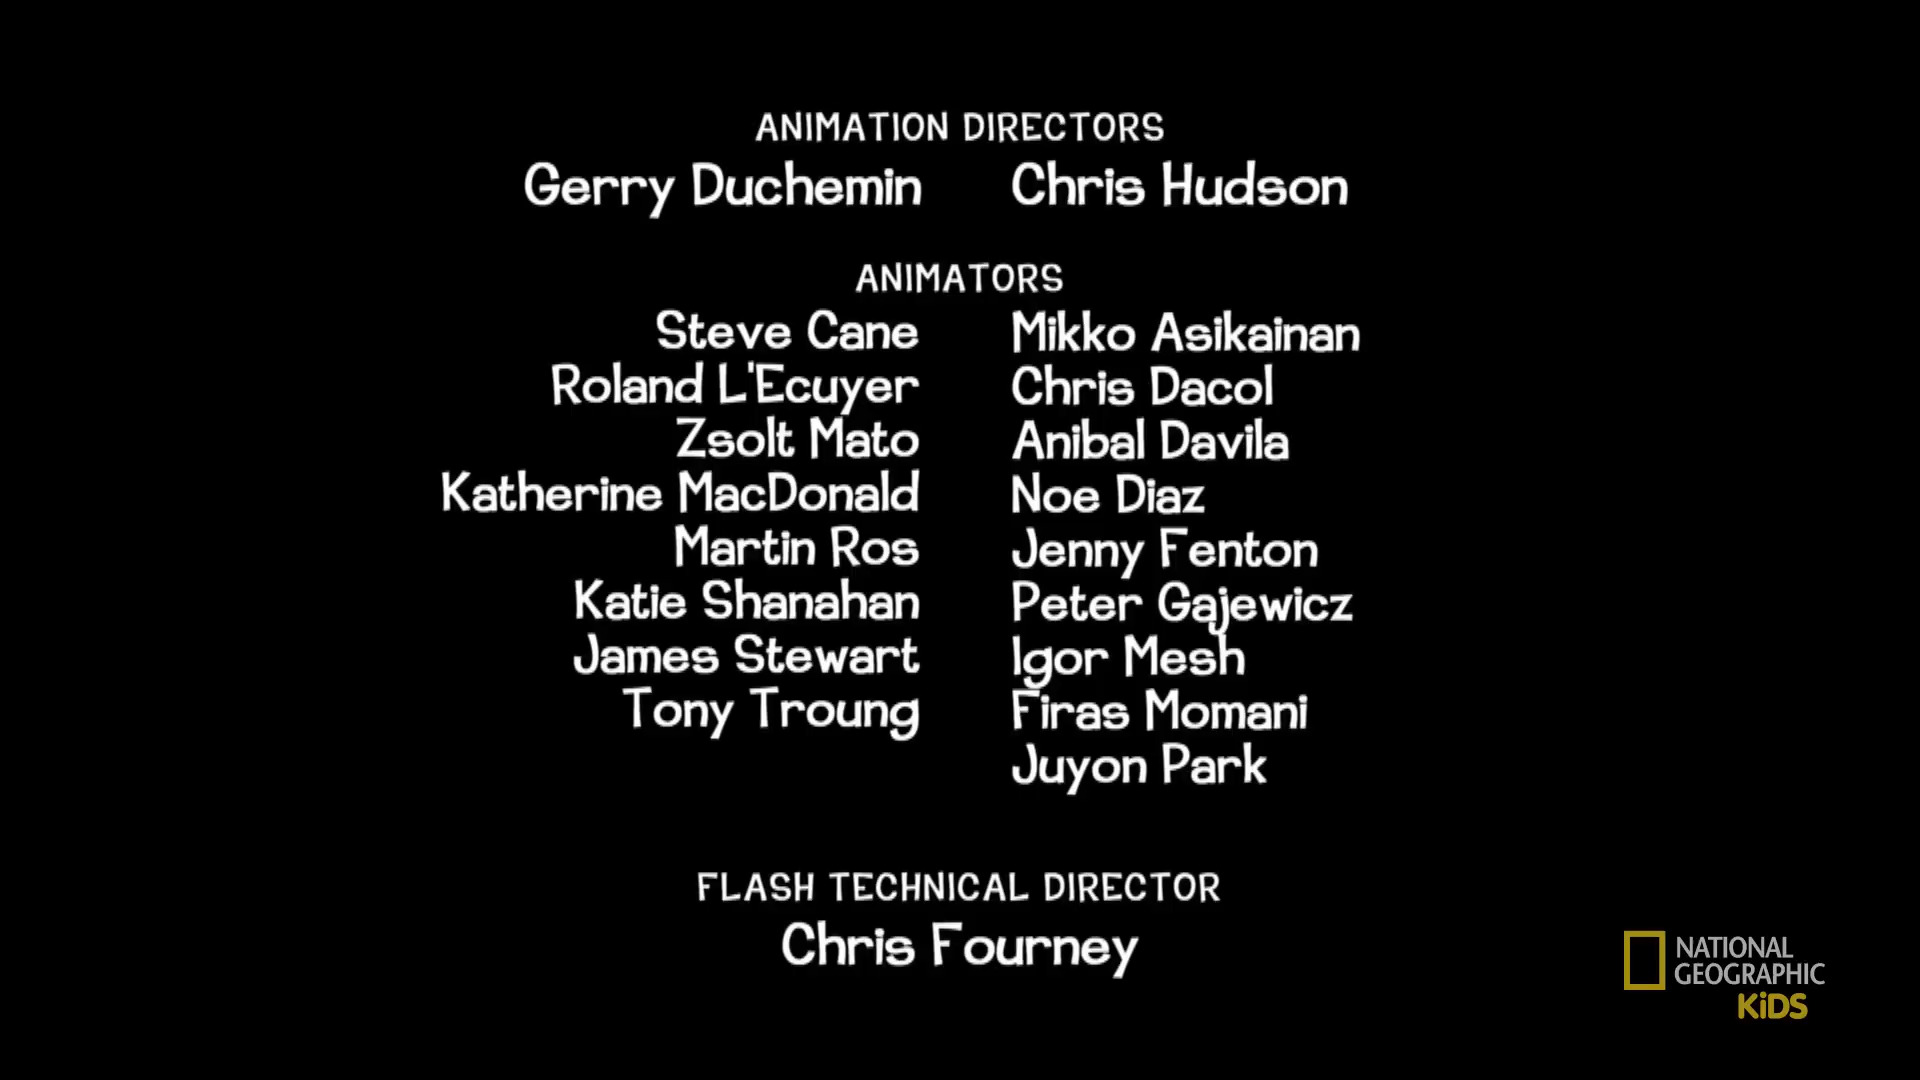 ANIMATION DIRECTORS
Gerry Duchemin Chris Hudson
ANIMATORS
Steve Cane Mikko Asikainan
Roland L'Ecuyer Chris Dacol
Zsolt Mato Anibal Davila
Katherine MacDonald Noe Diaz
Martin Ros Jenny Fenton
Katie Shanahan Peter Gajewicz
James Stewart Igor Mesh
Tony Troung Firas Momani
Juyon Park
FLASH TECHNICAL DIRECTOR
Chris Fourney
NATIONAL
GEOGRAPHIC
KiDS